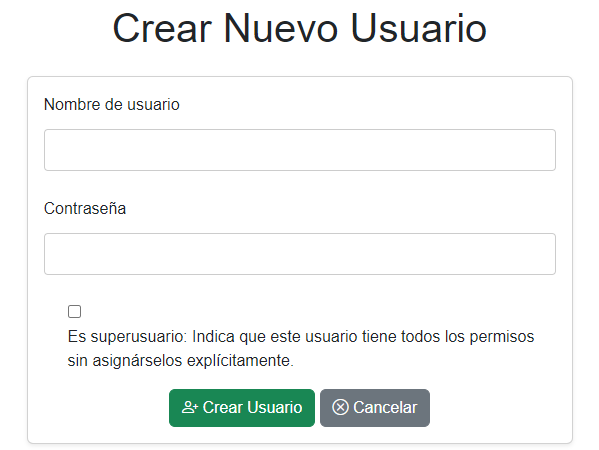 Crear Nuevo Usuario
Nombre de usuario
Contraseña
Es superusuario: Indica que este usuario tiene todos los permisos
sin asignárselos explícitamente.
Crear Usuario Cancelar